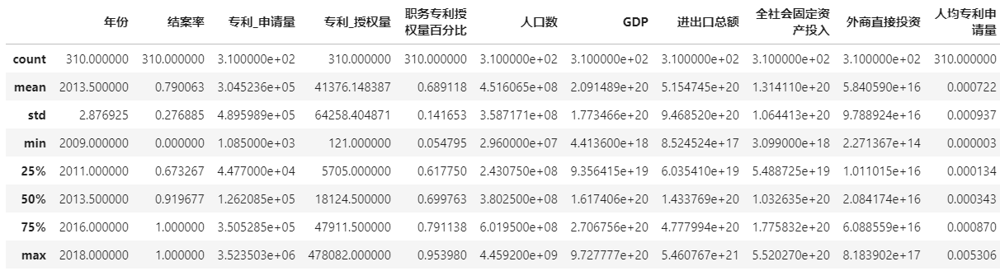 年份 结案率 专利_申请量 专利_授权量 职务专利授权量百分比 人口数 GDP 进出口总额 全社会固定资产投入 外商直接投资 人均专利申请量
count 310.000000 310.000000 3.100000e+02 310.000000 310.000000 3.100000e+02 3.100000e+02 3.100000e+02 3.100000e+02 3.100000e+02 310.000000
mean 2013.500000 0.790063 3.045236e+05 41376.148387 0.689118 4.516065e+08 2.091489e+20 5.154745e+20 1.314110e+20 5.840590e+16 0.000722
std 2.876925 0.276885 4.895989e+05 64258.404871 0.141653 3.587171e+08 1.773466e+20 9.468520e+20 1.064413e+20 9.788924e+16 0.000937
min 2009.000000 0.000000 1.085000e+03 121.000000 0.054795 2.960000e+07 4.413600e+18 8.524524e+17 3.099000e+18 2.271367e+14 0.000003
25% 2011.000000 0.673267 4.477000e+04 5705.000000 0.617750 2.430750e+08 9.356415e+19 6.035410e+19 5.488725e+19 1.011015e+16 0.000134
50% 2013.500000 0.919677 1.262085e+05 18124.500000 0.699763 3.802500e+08 1.617406e+20 1.433769e+20 1.032635e+20 2.084174e+16 0.000343
75% 2016.000000 1.000000 3.505285e+05 47911.500000 0.791138 6.019500e+08 2.706756e+20 4.777994e+20 1.775832e+20 6.088559e+16 0.000870
max 2018.000000 1.000000 3.523503e+06 478082.000000 0.953980 4.459200e+09 9.727777e+20 5.460767e+21 5.520270e+20 8.183902e+17 0.005306